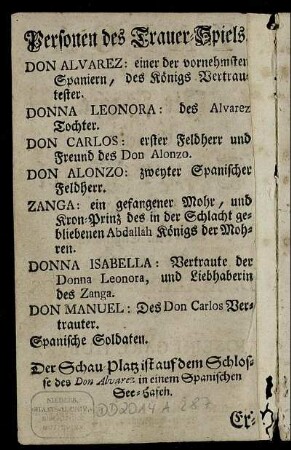 Personen des Trauer-Spiels.
DON ALVAREZ: einer der vornehmsten
Spaniern, des Königs Vertrau-
tester.
DONNA LEONORA: des Alvarez
Tochter.
DON CARLOS: erster Feldherr und
Freund des Don Alonzo.
DON ALONZO: zweyter Spanischer
Feldherr.
ZANGA: ein gefangener Mohr, und
Kron-Prinz des in der Schlacht ge-
bliebenen Abdallah Königs der Moh-
ren.
DONNA ISABELLA: Vertraute der
Donna Leonora, und Liebhaberin
des Zanga.
DON MANUEL: Des Don Carlos Ver-
trauter.
Spanische Soldaten.
Der Schau-Platz ist auf dem Schlos-
se des Don Alvarez in einem Spanischen
See-Hafen.
DD2014 A 287
Er-